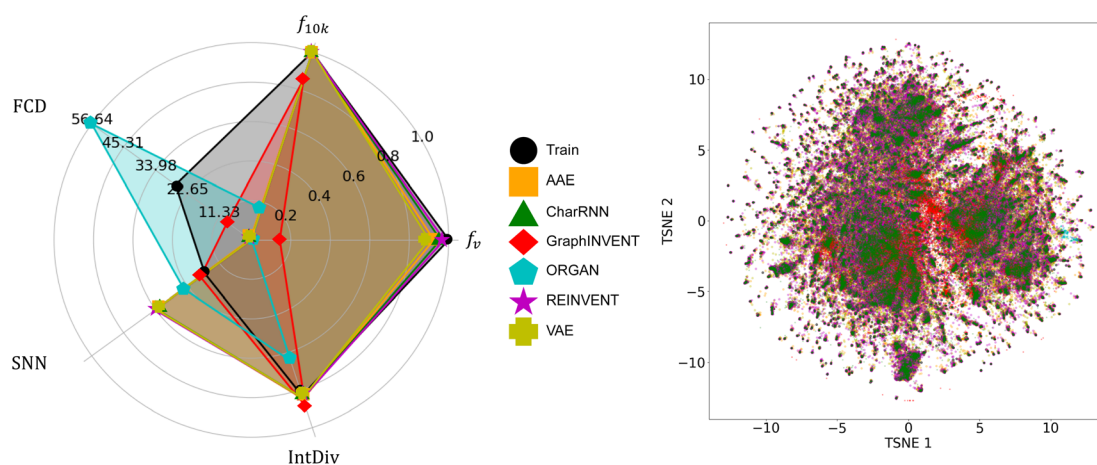 f10k
FCD
56.64
45.31
33.98
22.65
11.33
1.0
0.8
0.6
0.4
0.2
fv
SNN
IntDiv
Train
AAE
CharRNN
GraphINVENT
ORGAN
REINVENT
VAE
TSNE 2
10
5
0
−5
−10
−10
−5
0
5
10
TSNE 1